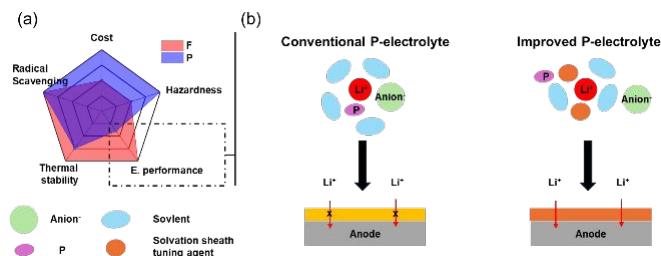 (a)
Cost
F
P
Radical
Scavenging
Hazardness
Thermal
stability
E. performance
Anion-
Sovlent
P
Solvation sheath
tuning agent
(b)
Conventional P-electrolyte
Li+
Anion-
P
Li+
Li+
x
x
Anode
Improved P-electrolyte
P
Li+
Anion-
Li+
Li+
Anode